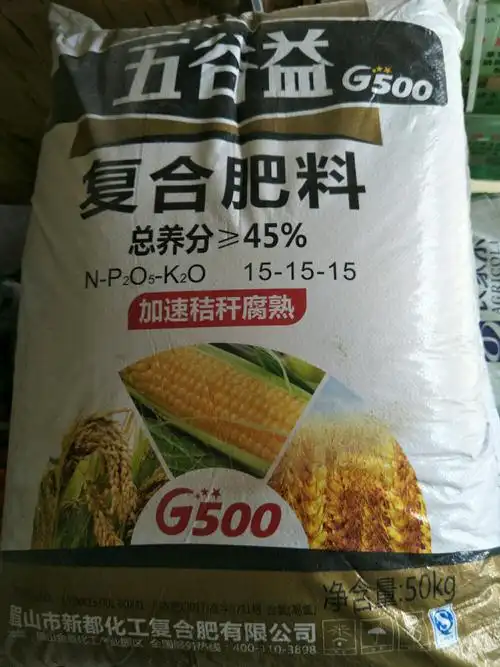 五谷益 G500
复合肥料
总养分≥45%
N-P₂O₅-K₂O 15-15-15
加速秸秆腐熟
G500
净含量:50kg
眉山市新都化工复合肥有限公司